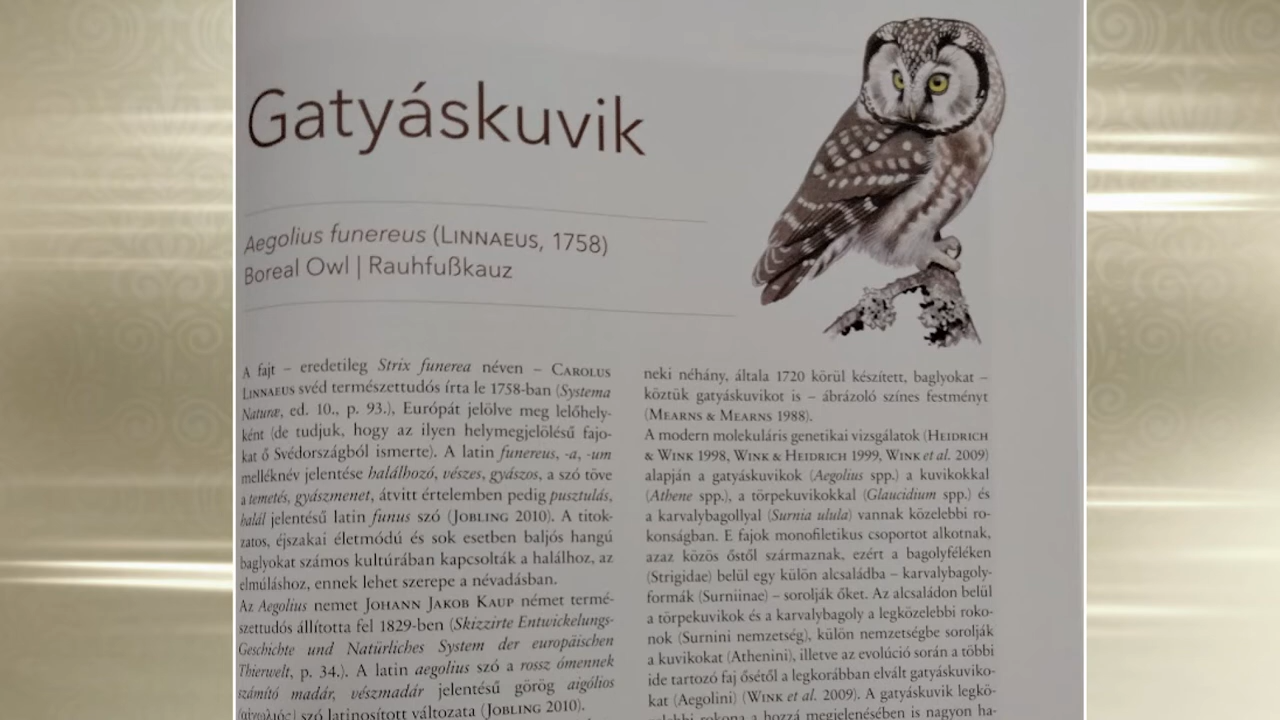 Gatyáskuvik
Aegolius funereus (LINNAEUS, 1758)
Boreal Owl | Rauhfußkauz
A fajt – eredetileg Strix funerea néven – CAROLUS
LINNAEUS svéd természettudós írta le 1758-ban (Systema
Naturæ, ed. 10., p. 93.), Európát jelölve meg lelőhely-
ként (de tudjuk, hogy az ilyen helymegjelölésű fajo-
kat ő Svédországból ismerte). A latin funereus, -a, -um
melléknév jelentése halálhozó, vészes, gyászos, a szó töve
a temetés, gyászmenet, átvitt értelemben pedig pusztulás,
halál jelentésű latin funus szó (JOBLING 2010). A titok-
zatos, éjszakai életmódú és sok esetben baljós hangú
baglyokat számos kultúrában kapcsolták a halálhoz, az
elmúláshoz, ennek lehet szerepe a névadásban.
Az Aegolius nemet JOHANN JAKOB KAUP német termé-
szettudós állította fel 1829-ben (Skizzirte Entwickelungs-
Geschichte und Natürliches System der europäischen
Thierwelt, p. 34.). A latin aegolius szó a rossz ómennek
számító madár, vészmadár jelentésű görög aigólios
(αἰγωλιός) szó latinosított változata (JOBLING 2010).
neki néhány, általa 1720 körül készített, baglyokat –
köztük gatyáskuvikot is – ábrázoló színes festményt
(MEARNS & MEARNS 1988).
A modern molekuláris genetikai vizsgálatok (HEIDRICH
& WINK 1998, WINK & HEIDRICH 1999, WINK et al. 2009)
alapján a gatyáskuvikok (Aegolius spp.) a kuvikokkal
(Athene spp.), a törpekuvikokkal (Glaucidium spp.) és
a karvalybagollyal (Surnia ulula) vannak közelebbi ro-
konságban. E fajok monofiletikus csoportot alkotnak,
azaz közös őstől származnak, ezért a bagolyféléken
(Strigidae) belül egy külön alcsaládba – karvalybagoly-
formák (Surniinae) – sorolják őket. Az alcsaládon belül
a törpekuvikok és a karvalybagoly a legközelebbi roko-
nok (Surnini nemzetség), külön nemzetségbe sorolják
a kuvikokat (Athenini), illetve az evolúció során a többi
ide tartozó faj ősétől a legkorábban elvált gatyáskuviko-
kat (Aegolini) (WINK et al. 2009). A gatyáskuvik legkö-
zelebbi rokona a hozzá megjelenésében is nagyon ha-